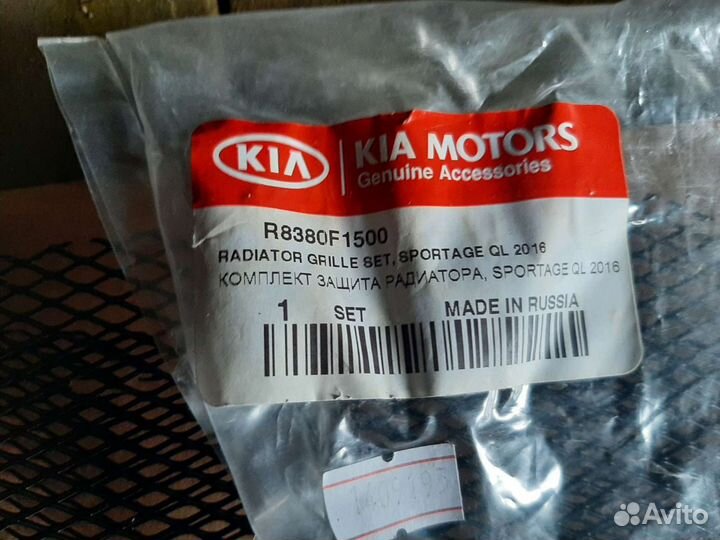 KIA
KIA MOTORS
Genuine Accessories
R8380F1500
RADIATOR GRILLE SET, SPORTAGE QL 2016
КОМПЛЕКТ ЗАЩИТА РАДИАТОРА, SPORTAGE QL 2016
1 SET MADE IN RUSSIA
Avito